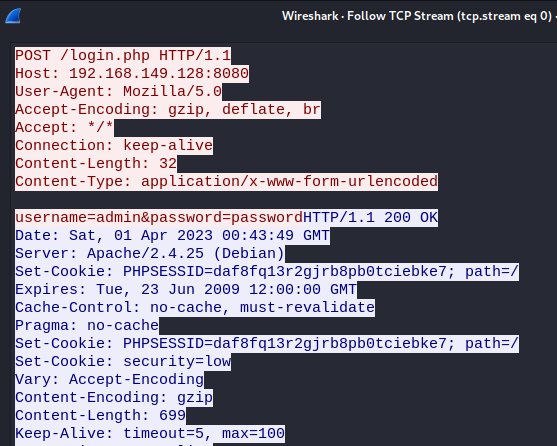 Wireshark · Follow TCP Stream (tcp.stream eq 0) ·
POST /login.php HTTP/1.1
Host: 192.168.149.128:8080
User-Agent: Mozilla/5.0
Accept-Encoding: gzip, deflate, br
Accept: */*
Connection: keep-alive
Content-Length: 32
Content-Type: application/x-www-form-urlencoded
username=admin&password=passwordHTTP/1.1 200 OK
Date: Sat, 01 Apr 2023 00:43:49 GMT
Server: Apache/2.4.25 (Debian)
Set-Cookie: PHPSESSID=daf8fq13r2gjrb8pb0tciebke7; path=/
Expires: Tue, 23 Jun 2009 12:00:00 GMT
Cache-Control: no-cache, must-revalidate
Pragma: no-cache
Set-Cookie: PHPSESSID=daf8fq13r2gjrb8pb0tciebke7; path=/
Set-Cookie: security=low
Vary: Accept-Encoding
Content-Encoding: gzip
Content-Length: 699
Keep-Alive: timeout=5, max=100